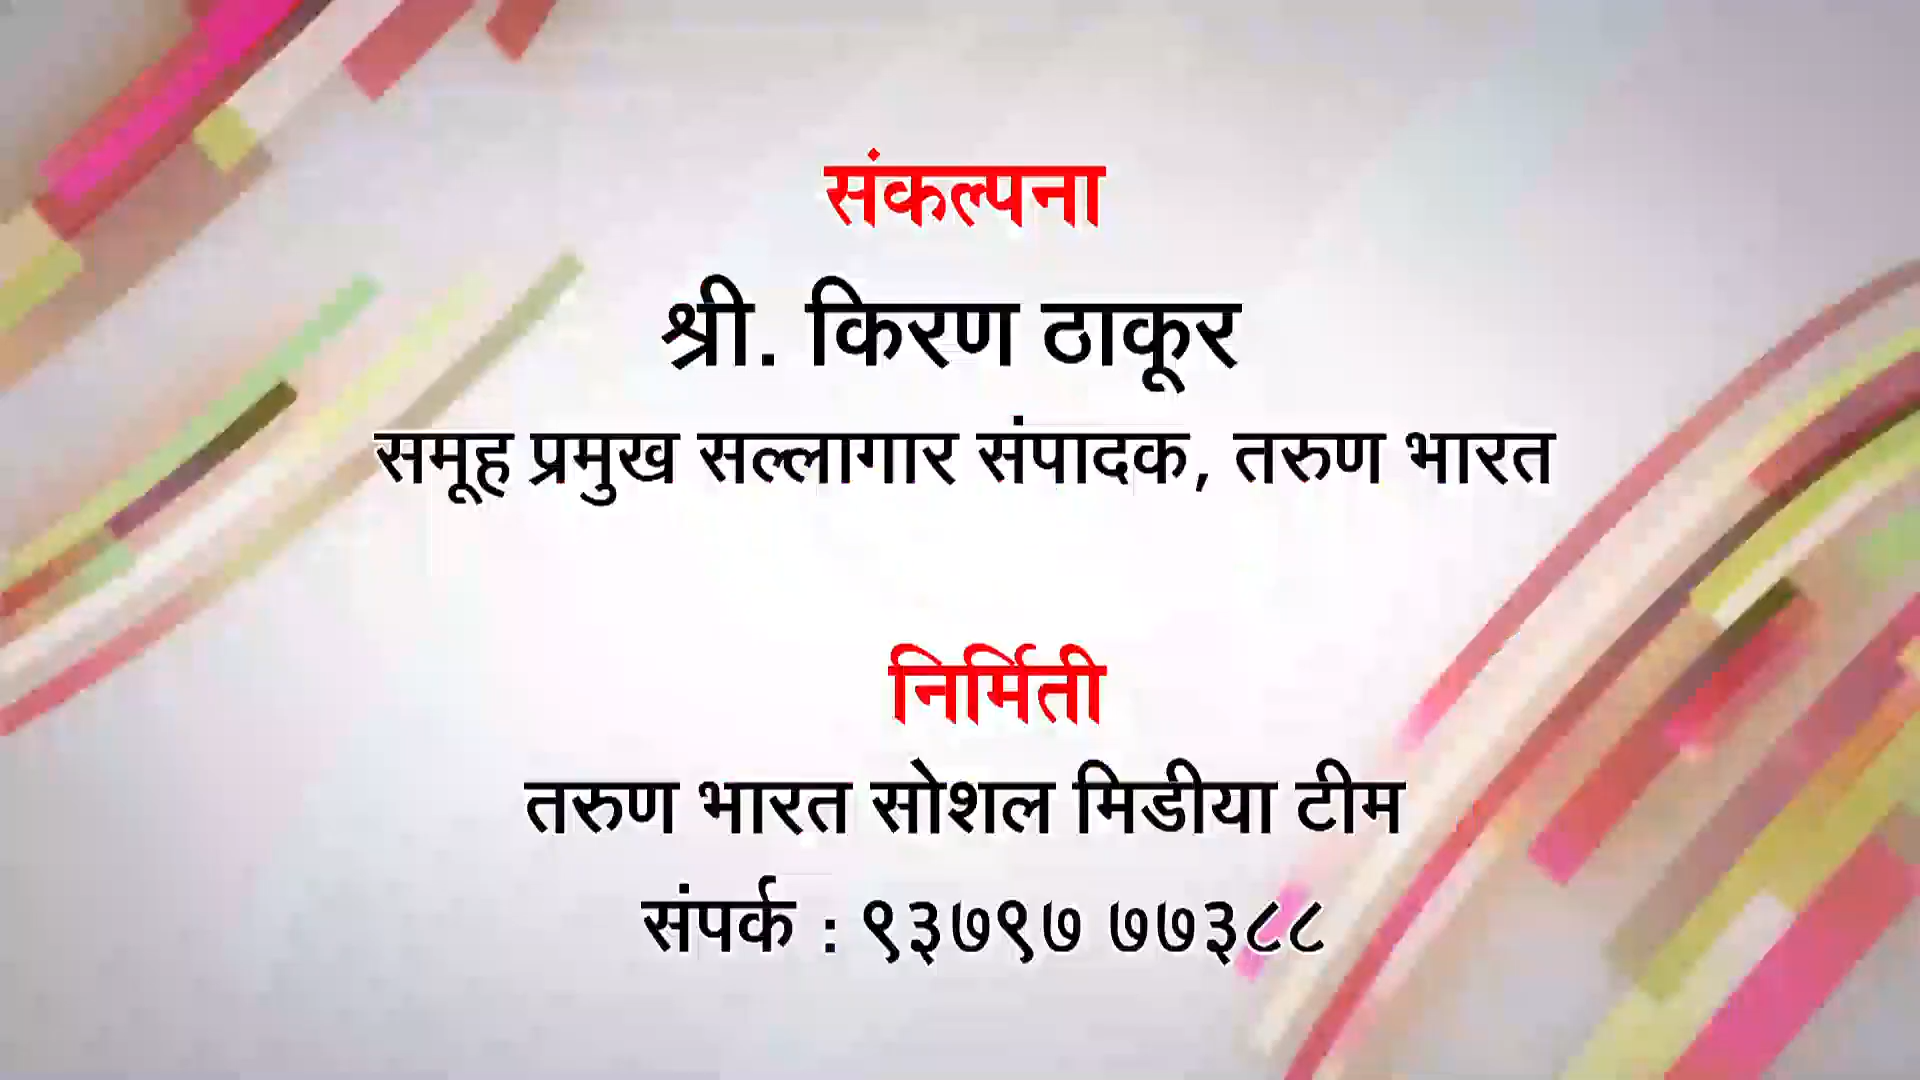 संकल्पना
श्री. किरण ठाकूर
समूह प्रमुख सल्लागार संपादक, तरुण भारत
निर्मिती
तरुण भारत सोशल मिडीया टीम
संपर्क : ९३७९७ ७७३८८